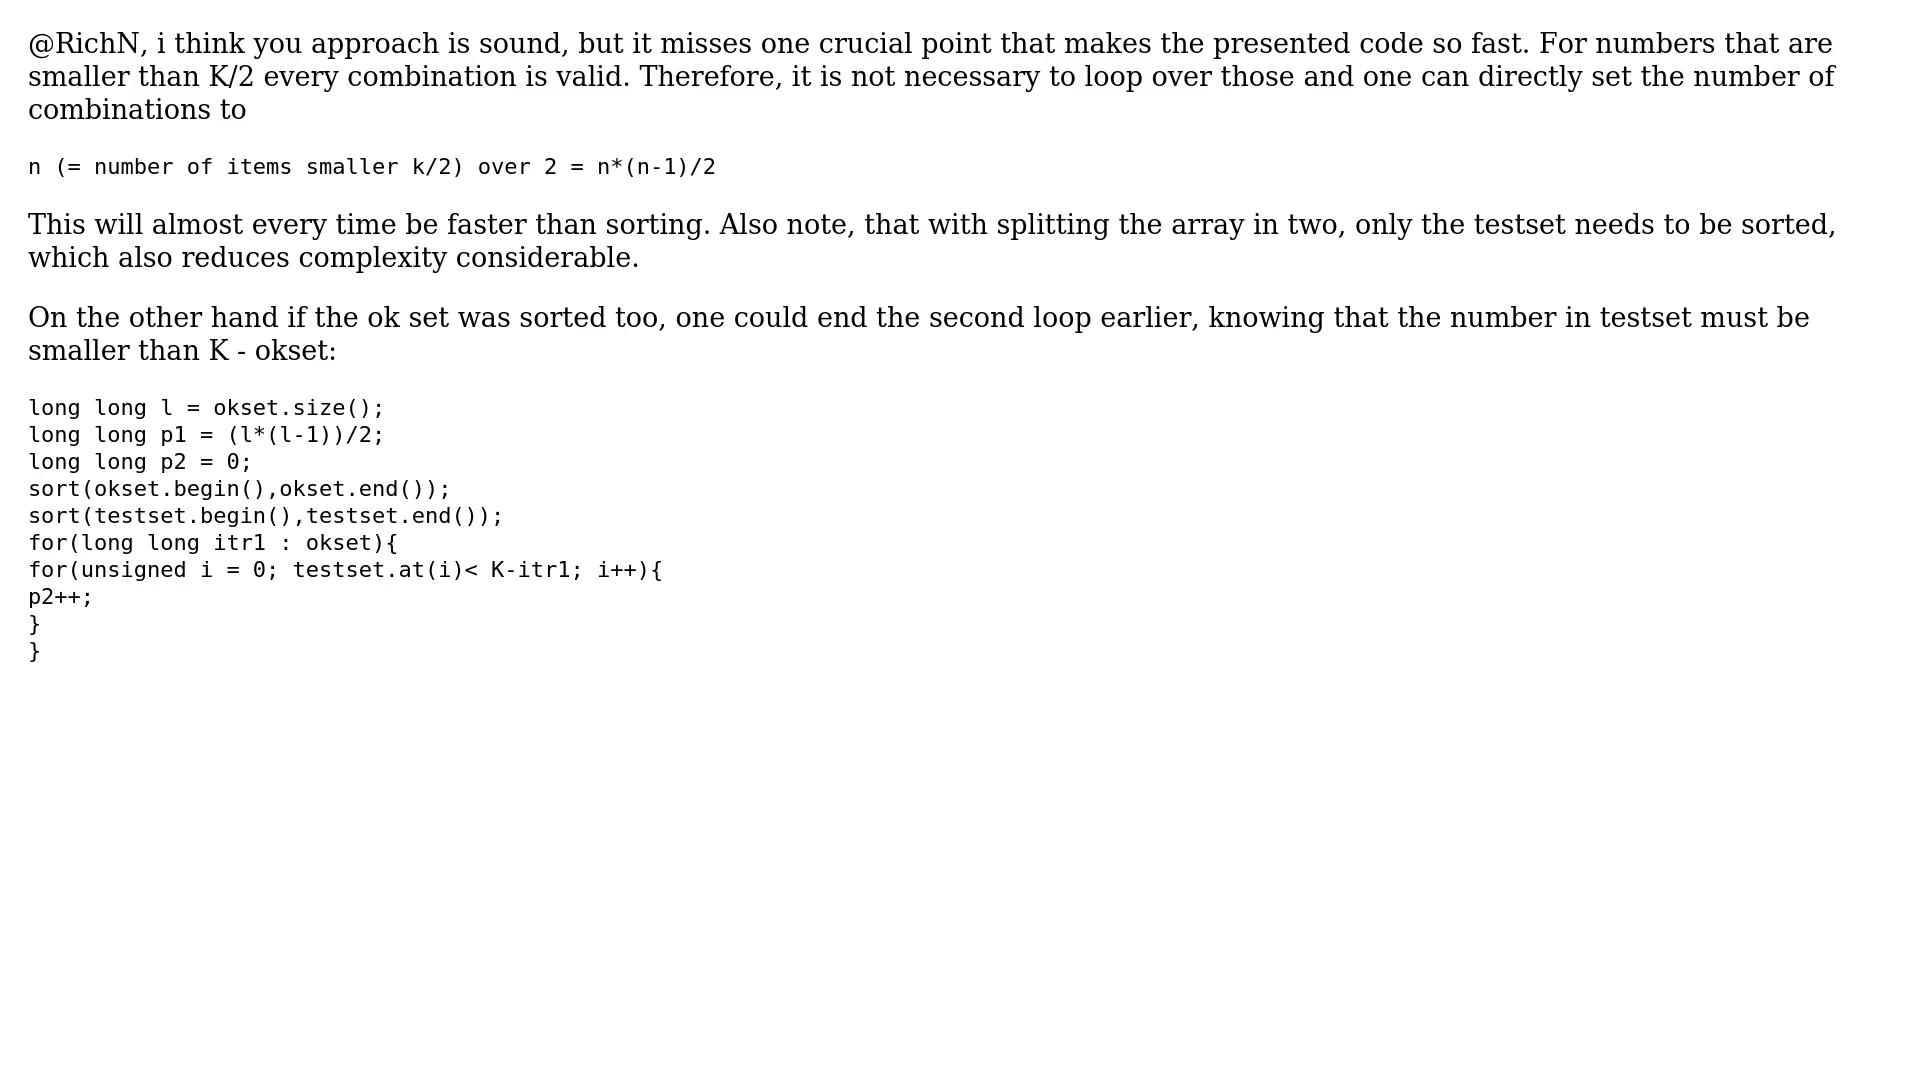 @RichN, i think you approach is sound, but it misses one crucial point that makes the presented code so fast. For numbers that are
smaller than K/2 every combination is valid. Therefore, it is not necessary to loop over those and one can directly set the number of
combinations to
n (= number of items smaller k/2) over 2 = n*(n-1)/2
This will almost every time be faster than sorting. Also note, that with splitting the array in two, only the testset needs to be sorted,
which also reduces complexity considerable.
On the other hand if the ok set was sorted too, one could end the second loop earlier, knowing that the number in testset must be
smaller than K - okset:
long long l = okset.size();
long long p1 = (l*(l-1))/2;
long long p2 = 0;
sort(okset.begin(),okset.end());
sort(testset.begin(),testset.end());
for(long long itr1 : okset){
for(unsigned i = 0; testset.at(i)< K-itr1; i++){
p2++;
}
}